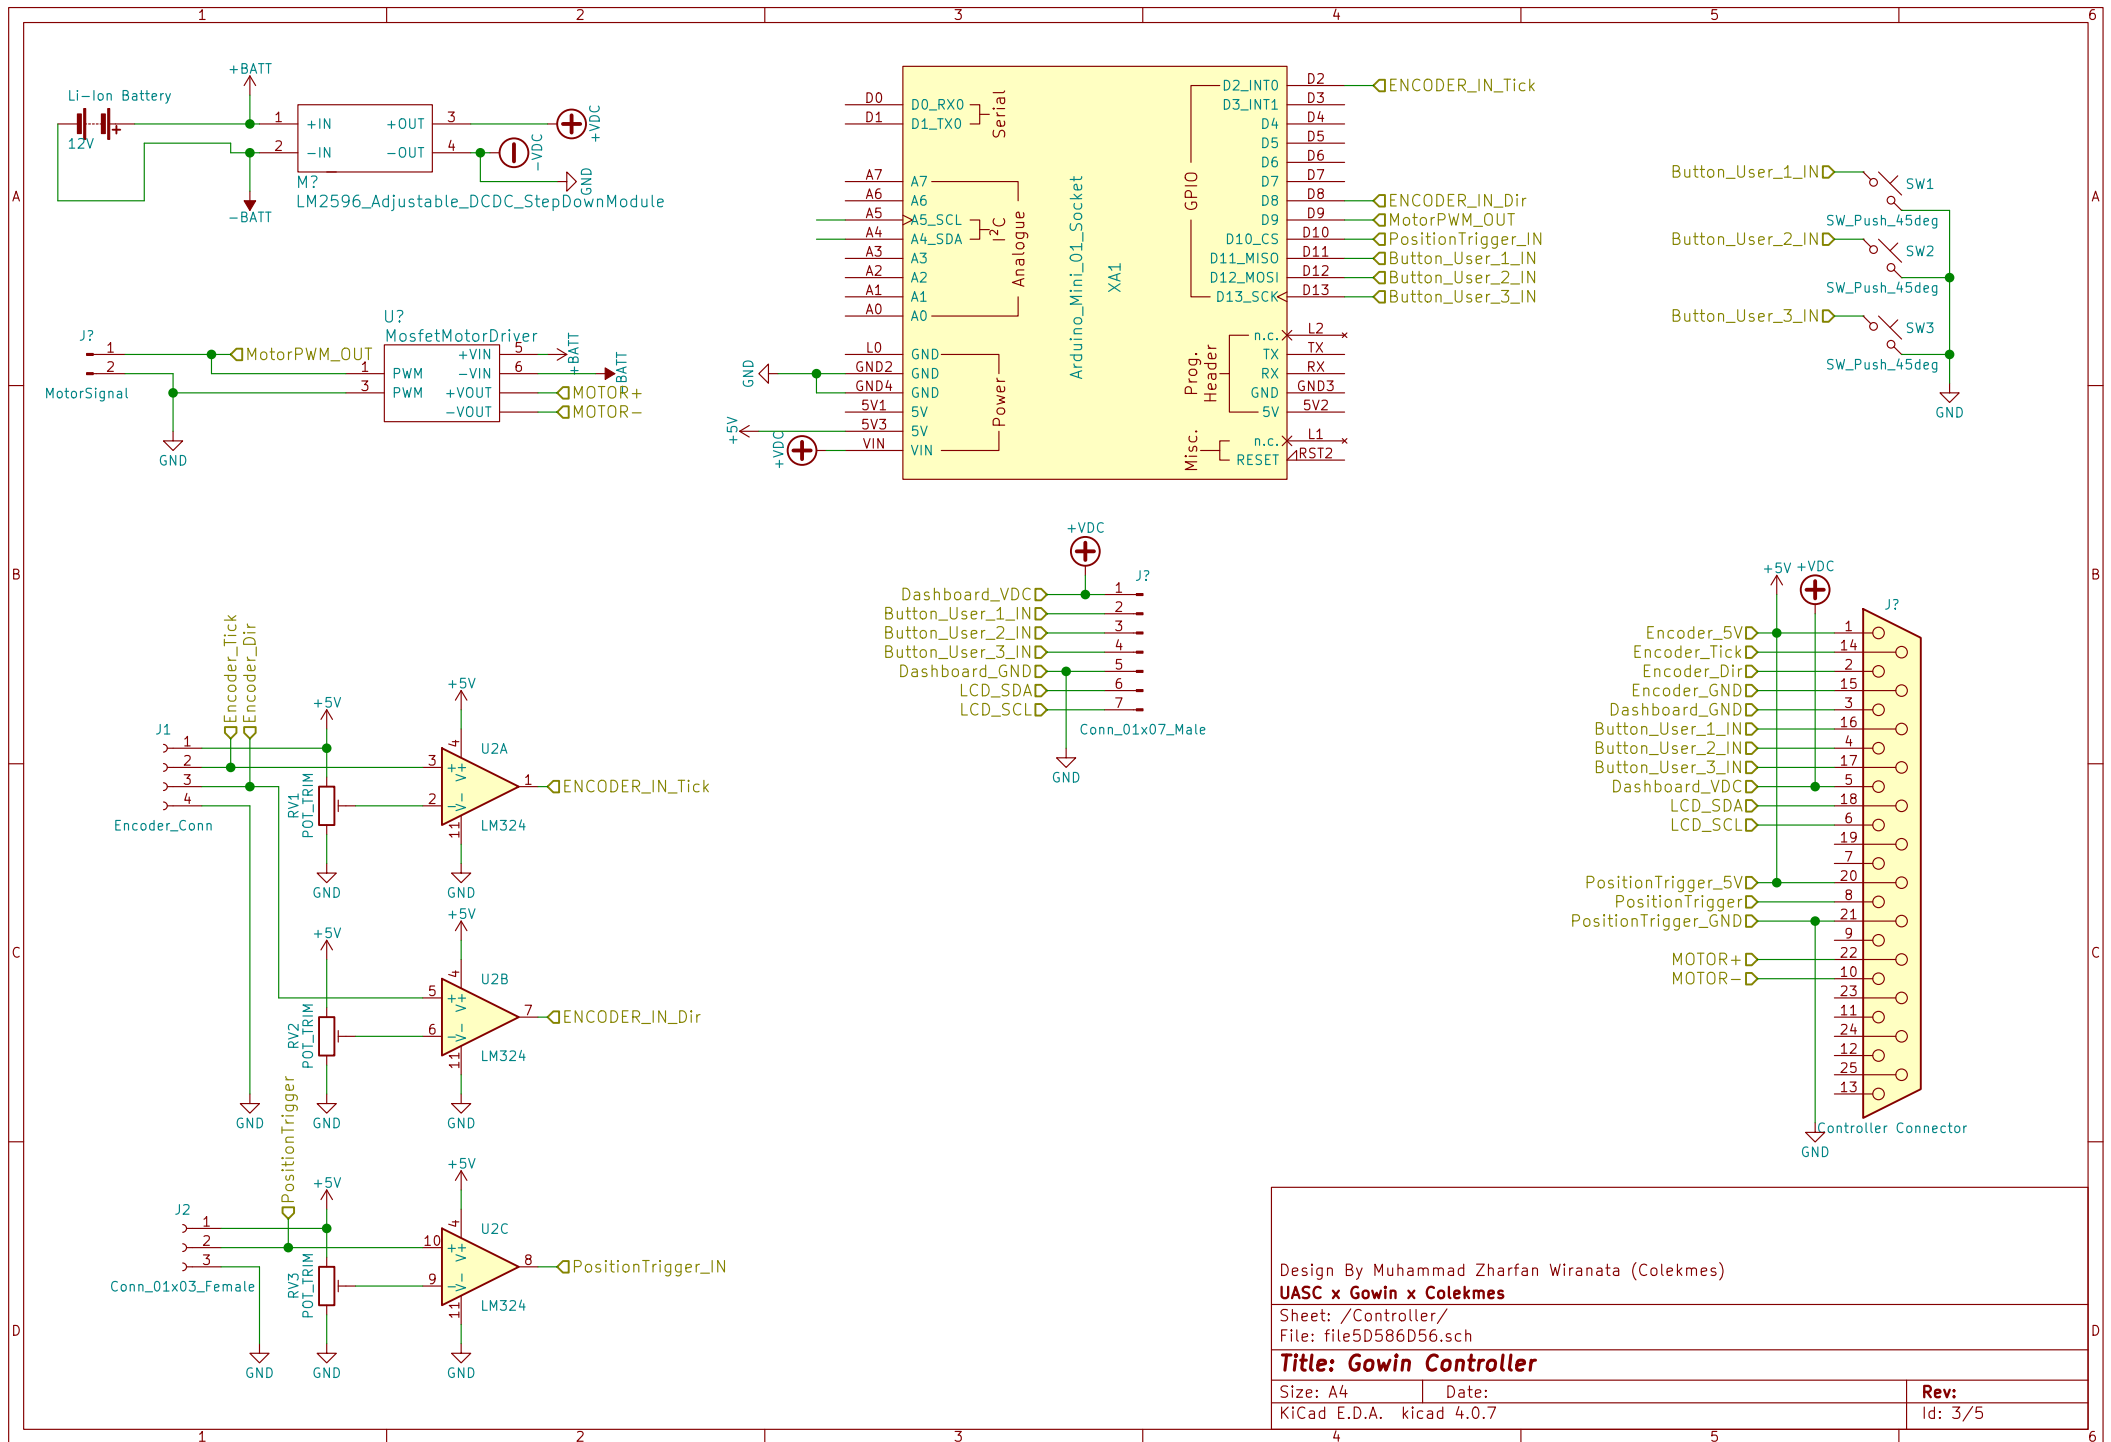 1 2 3 4 5 6
A
B
C
D
+BATT
Li-Ion Battery
12V
+
1 +IN +OUT 3
2 -IN -OUT 4
+VDC
-VDC
GND
-BATT
M?
LM2596_Adjustable_DCDC_StepDownModule
J?
1
2
MotorSignal
MotorPWM_OUT
GND
U?
MosfetMotorDriver
+VIN 5
1 PWM -VIN 6
3 PWM +VOUT
-VOUT
+BATT
-BATT
MOTOR+
MOTOR-
D0 D0_RX0
D1 D1_TX0
Serial
A7 A7
A6 A6
A5 A5_SCL
A4 A4_SDA
A3 A3
A2 A2
A1 A1
A0 A0
I²C
Analogue
L0 GND
GND2 GND
GND4 GND
5V1 5V
5V3 5V
VIN VIN
Power
GND
+5V
+VDC
Arduino_Mini_01_Socket
XA1
GPIO
D2_INT0 D2 ENCODER_IN_Tick
D3_INT1 D3
D4 D4
D5 D5
D6 D6
D7 D7
D8 D8 ENCODER_IN_Dir
D9 D9 MotorPWM_OUT
D10_CS D10 PositionTrigger_IN
D11_MISO D11 Button_User_1_IN
D12_MOSI D12 Button_User_2_IN
D13_SCK D13 Button_User_3_IN
Prog.
Header
n.c. L2
TX TX
RX RX
GND GND3
5V 5V2
Misc.
n.c. L1
RESET RST2
Button_User_1_IN
SW1
SW_Push_45deg
Button_User_2_IN
SW2
SW_Push_45deg
Button_User_3_IN
SW3
SW_Push_45deg
GND
+VDC
J?
Dashboard_VDC 1
Button_User_1_IN 2
Button_User_2_IN 3
Button_User_3_IN 4
Dashboard_GND 5
LCD_SDA 6
LCD_SCL 7
Conn_01x07_Male
GND
+5V +VDC
J?
Encoder_5V 1
Encoder_Tick 14
Encoder_Dir 2
Encoder_GND 15
Dashboard_GND 3
Button_User_1_IN 16
Button_User_2_IN 4
Button_User_3_IN 17
Dashboard_VDC 5
LCD_SDA 18
LCD_SCL 6
19
7
PositionTrigger_5V 20
PositionTrigger 8
PositionTrigger_GND 21
9
MOTOR+ 22
MOTOR- 10
23
11
24
12
25
13
Controller Connector
GND
Encoder_Tick
Encoder_Dir
J1
1
2
3
4
Encoder_Conn
GND
+5V
RV1
POT_TRIM
GND
+5V
4
U2A
3 + V+
2 - V-
1
11
LM324
ENCODER_IN_Tick
GND
+5V
RV2
POT_TRIM
GND
+5V
4
U2B
5 + V+
6 - V-
7
11
LM324
ENCODER_IN_Dir
GND
PositionTrigger
J2
1
2
3
Conn_01x03_Female
GND
+5V
RV3
POT_TRIM
GND
+5V
4
U2C
10 + V+
9 - V-
8
11
LM324
PositionTrigger_IN
GND
Design By Muhammad Zharfan Wiranata (Colekmes)
UASC x Gowin x Colekmes
Sheet: /Controller/
File: file5D586D56.sch
Title: Gowin Controller
Size: A4 Date: Rev:
KiCad E.D.A. kicad 4.0.7 Id: 3/5
A
B
C
D
1 2 3 4 5 6